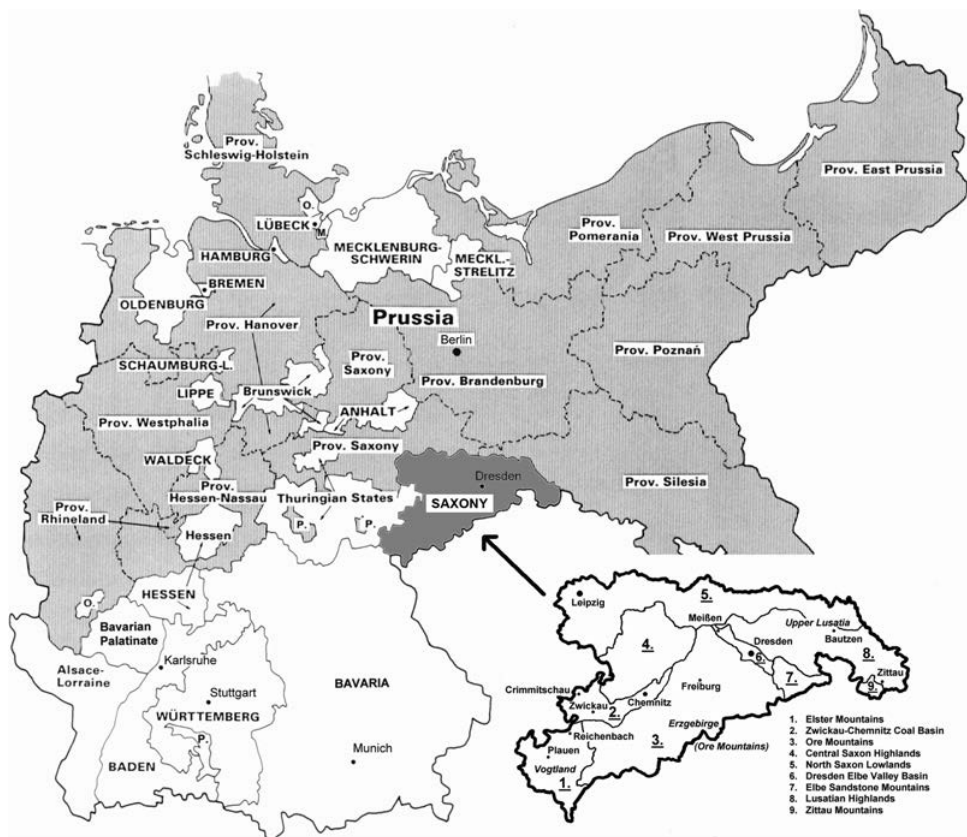 Prov.
Schleswig-Holstein
O.
LÜBECK
M.
HAMBURG
MECKLENBURG-
SCHWERIN
MECKL.-
STRELITZ
Prov.
Pomerania
Prov. West Prussia
Prov. East Prussia
BREMEN
OLDENBURG
Prov. Hanover
Prussia
Berlin
Prov.
Saxony
Prov. Brandenburg
Prov. Poznań
SCHAUMBURG-L.
LIPPE
Brunswick
ANHALT
Prov. Westphalia
Prov. Saxony
WALDECK
Prov.
Hessen-Nassau
Thuringian States
P.
P.
Dresden
SAXONY
Prov. Silesia
Prov.
Rhineland
Hessen
HESSEN
O.
Bavarian
Palatinate
Alsace-
Lorraine
Karlsruhe
Stuttgart
WÜRTTEMBERG
P.
BADEN
BAVARIA
Munich
Leipzig
5.
Meißen
Upper Lusatia
Bautzen
Dresden
4.
6.
8.
Zittau
9.
7.
Crimmitschau
Zwickau
2.
Chemnitz
Freiburg
Erzgebirge
(Ore Mountains)
3.
Reichenbach
Plauen
Vogtland
1.
1. Elster Mountains
2. Zwickau-Chemnitz Coal Basin
3. Ore Mountains
4. Central Saxon Highlands
5. North Saxon Lowlands
6. Dresden Elbe Valley Basin
7. Elbe Sandstone Mountains
8. Lusatian Highlands
9. Zittau Mountains